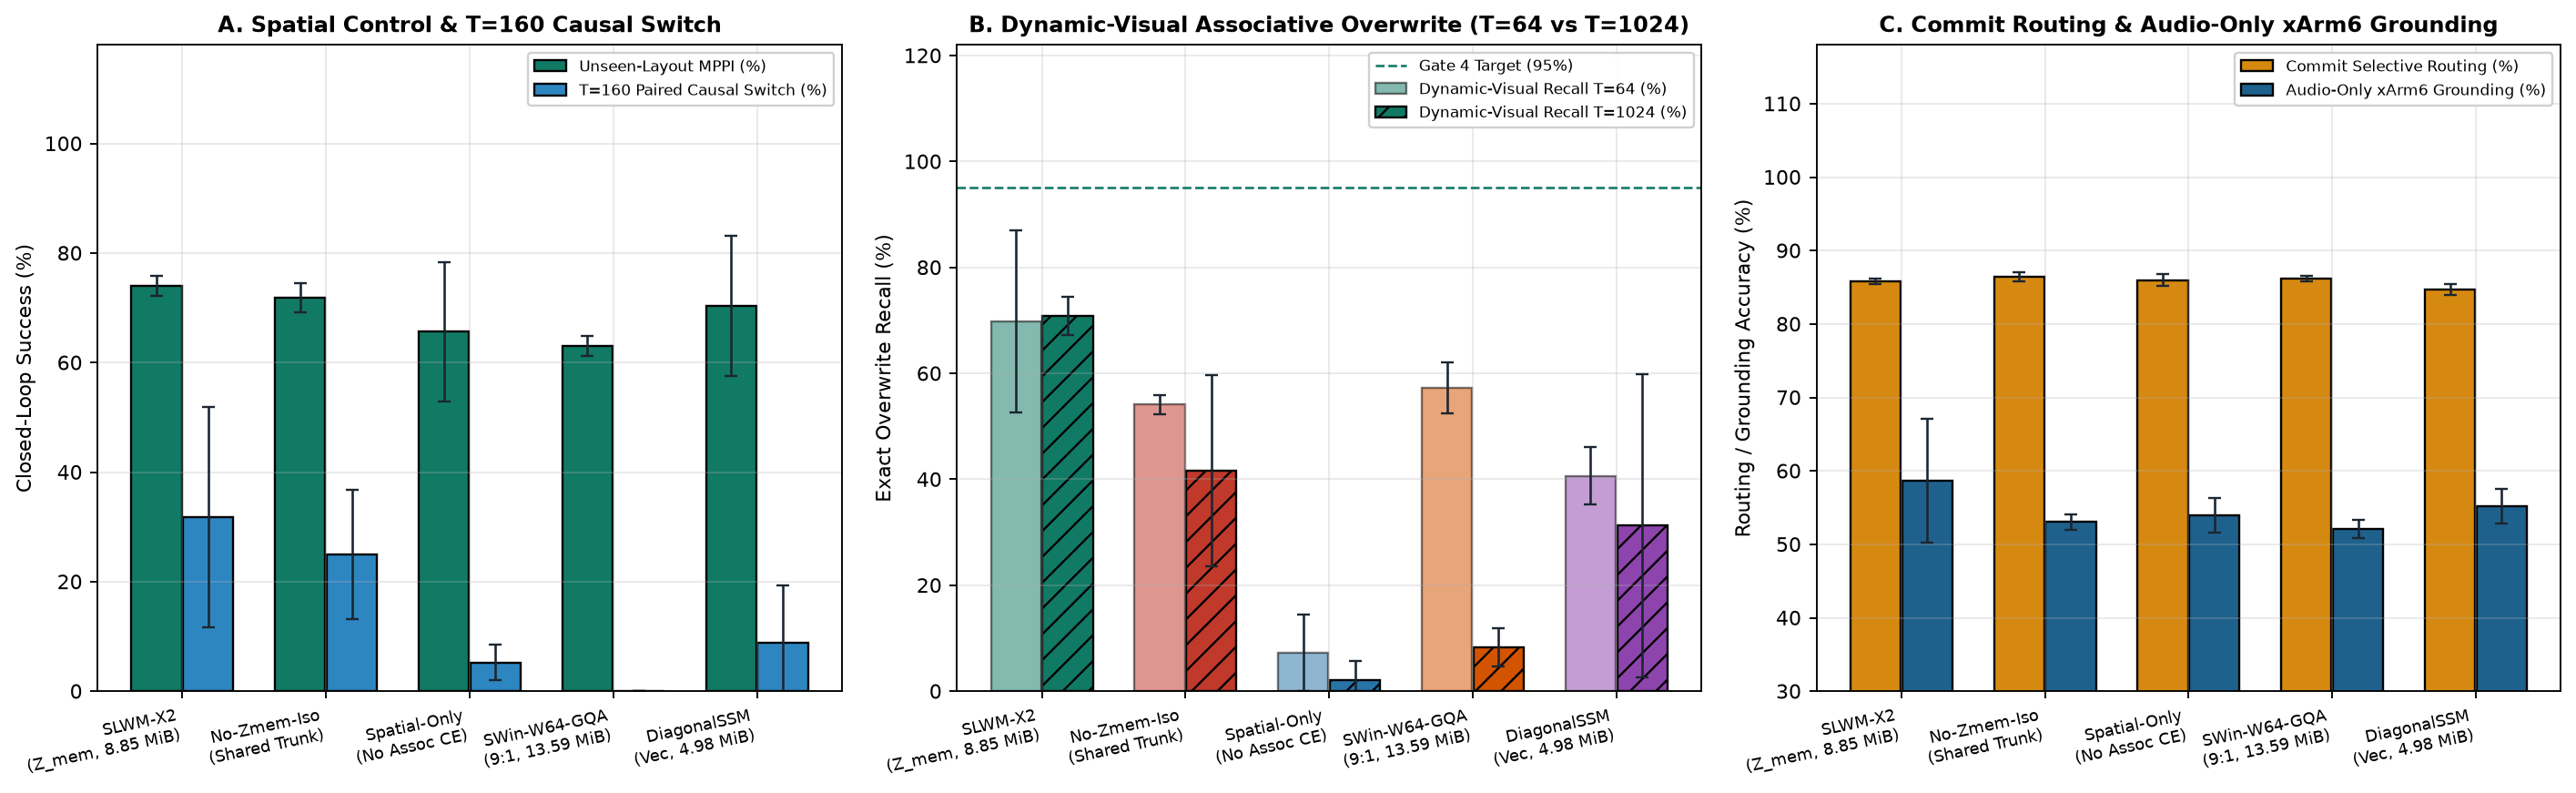 A. Spatial Control & T=160 Causal Switch
Unseen-Layout MPPI (%)
T=160 Paired Causal Switch (%)
Closed-Loop Success (%)
100
80
60
40
20
0
SLWM-X2
(Z_mem, 8.85 MiB)
No-Zmem-Iso
(Shared Trunk)
Spatial-Only
(No Assoc CE)
SWin-W64-GQA
(9:1, 13.59 MiB)
DiagonalSSM
(Vec, 4.98 MiB)
B. Dynamic-Visual Associative Overwrite (T=64 vs T=1024)
Gate 4 Target (95%)
Dynamic-Visual Recall T=64 (%)
Dynamic-Visual Recall T=1024 (%)
Exact Overwrite Recall (%)
120
100
80
60
40
20
0
SLWM-X2
(Z_mem, 8.85 MiB)
No-Zmem-Iso
(Shared Trunk)
Spatial-Only
(No Assoc CE)
SWin-W64-GQA
(9:1, 13.59 MiB)
DiagonalSSM
(Vec, 4.98 MiB)
C. Commit Routing & Audio-Only xArm6 Grounding
Commit Selective Routing (%)
Audio-Only xArm6 Grounding (%)
Routing / Grounding Accuracy (%)
110
100
90
80
70
60
50
40
30
SLWM-X2
(Z_mem, 8.85 MiB)
No-Zmem-Iso
(Shared Trunk)
Spatial-Only
(No Assoc CE)
SWin-W64-GQA
(9:1, 13.59 MiB)
DiagonalSSM
(Vec, 4.98 MiB)